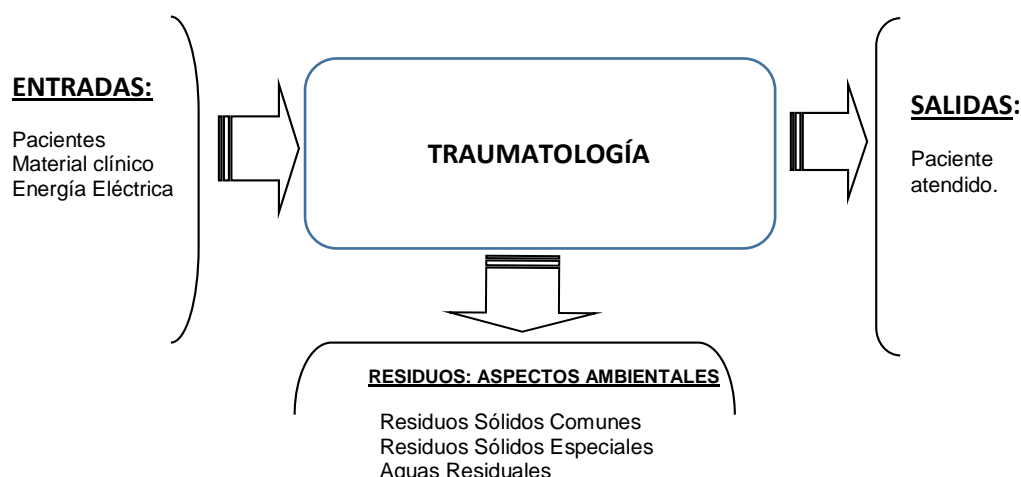 ENTRADAS:
Pacientes
Material clínico
Energía Eléctrica
TRAUMATOLOGÍA
SALIDAS:
Paciente
atendido.
RESIDUOS: ASPECTOS AMBIENTALES
Residuos Sólidos Comunes
Residuos Sólidos Especiales
Aguas Residuales